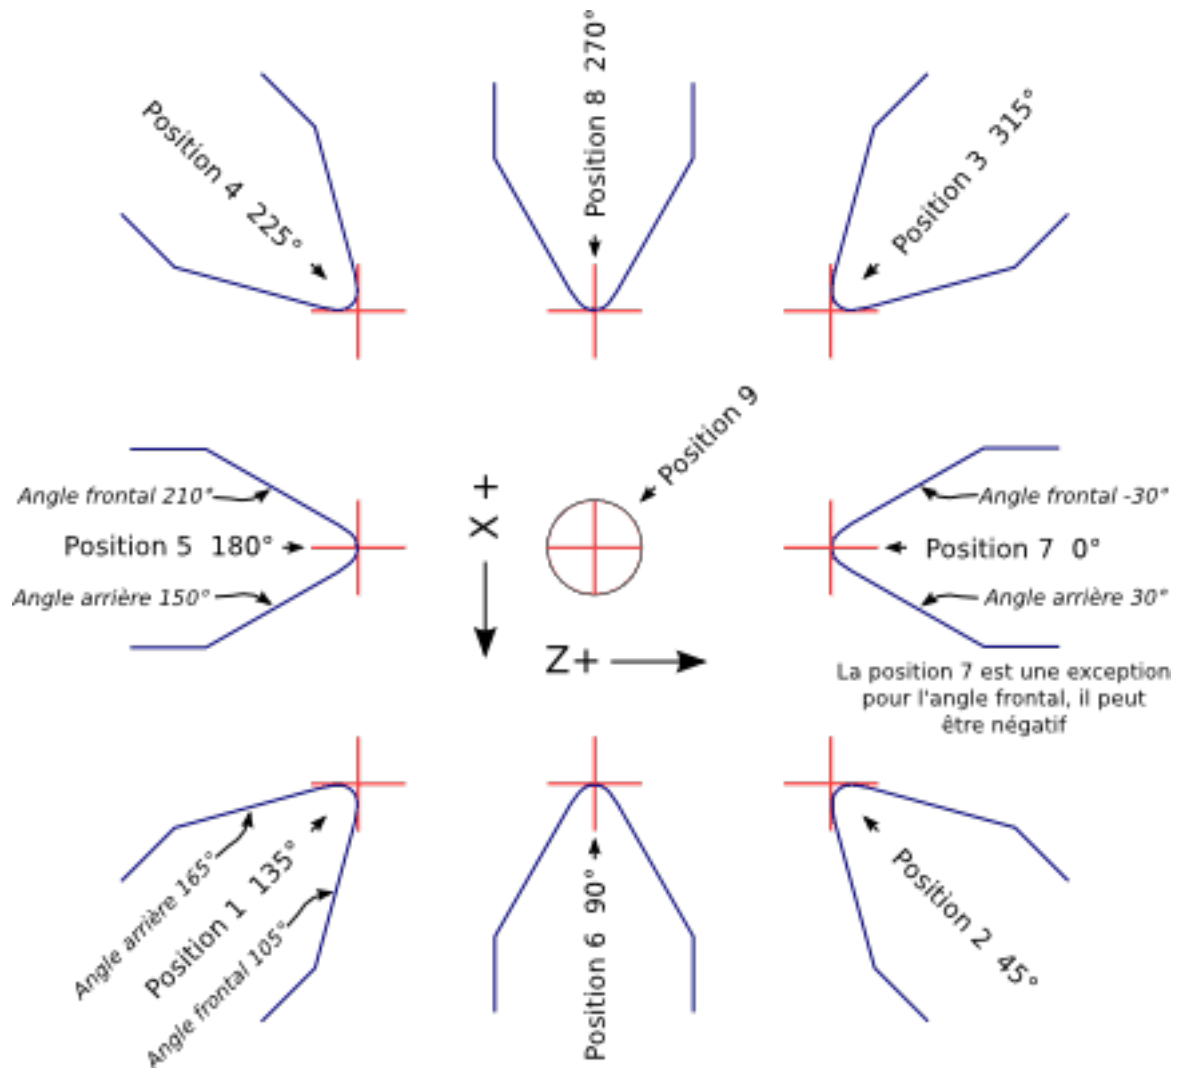 Position 4 225°
Position 8 270°
Position 3 315°
Position 9
X +
Z+
Angle frontal 210°
Position 5 180°
Angle arrière 150°
Angle frontal -30°
Position 7 0°
Angle arrière 30°
La position 7 est une exception
pour l'angle frontal, il peut
être négatif
Angle arrière 165°
Position 1 135°
Angle frontal 105°
Position 6 90°
Position 2 45°